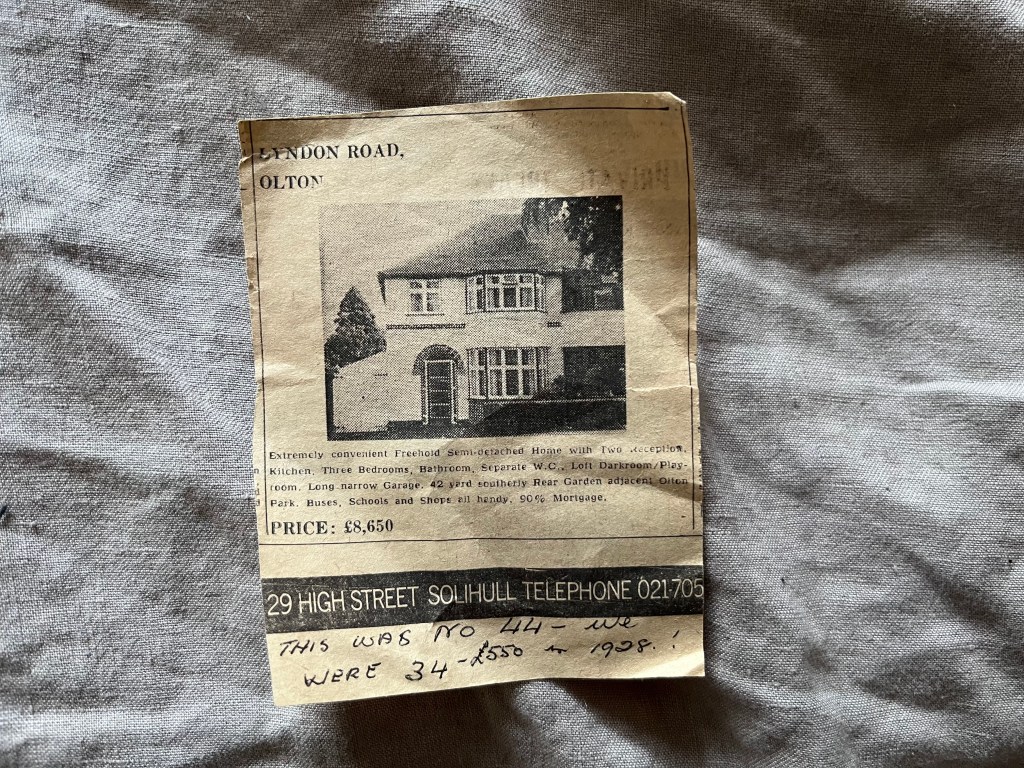 LYNDON ROAD,
OLTON
Extremely convenient Freehold Semi-detached Home with Two Reception,
Kitchen, Three Bedrooms, Bathroom, Separate W.C., Loft Darkroom/Play-
room. Long narrow Garage. 42 yard southerly Rear Garden adjacent Olton
Park. Buses, Schools and Shops all handy. 90% Mortgage.
PRICE: £8,650
29 HIGH STREET SOLIHULL TELEPHONE 021-705
THIS WAS NO 44 - WE
WERE 34 - £550 in 1928.!